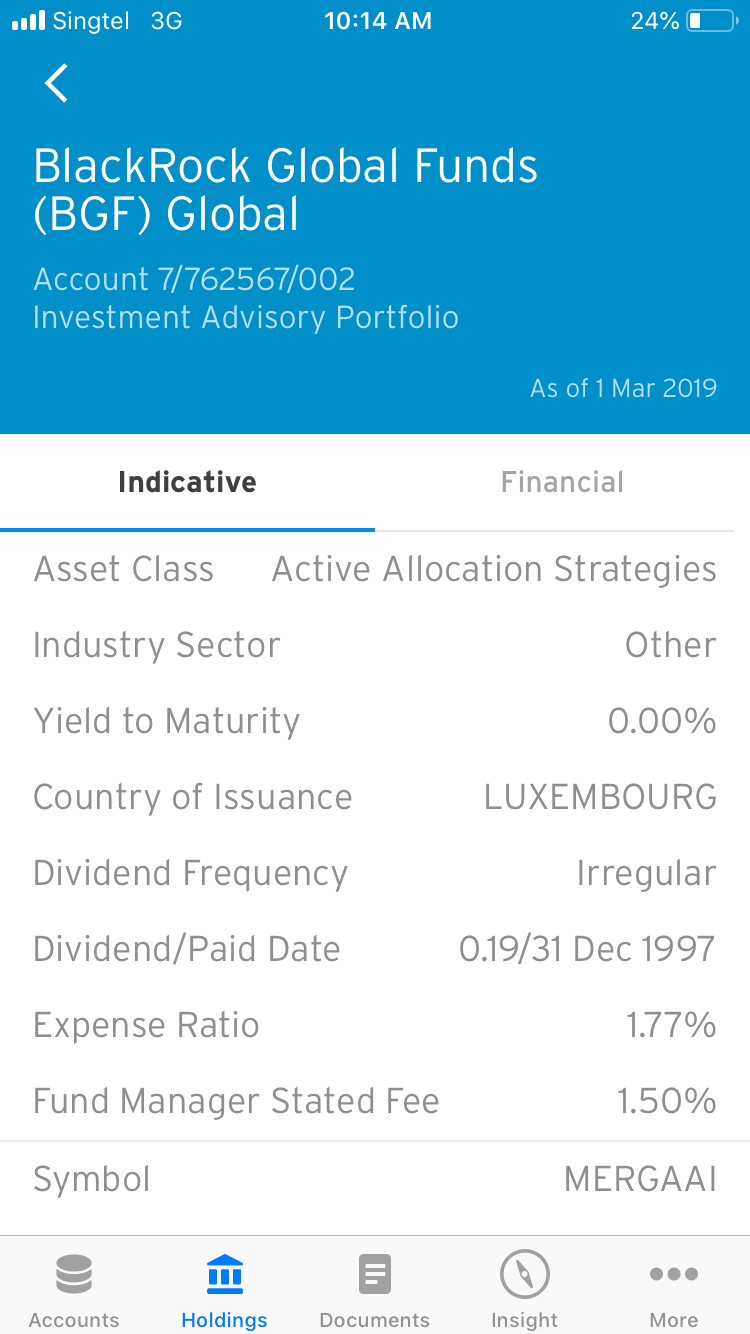 Singtel 3G 10:14 AM 24%
BlackRock Global Funds
(BGF) Global
Account 7/762567/002
Investment Advisory Portfolio
As of 1 Mar 2019
Indicative Financial
Asset Class Active Allocation Strategies
Industry Sector Other
Yield to Maturity 0.00%
Country of Issuance LUXEMBOURG
Dividend Frequency Irregular
Dividend/Paid Date 0.19/31 Dec 1997
Expense Ratio 1.77%
Fund Manager Stated Fee 1.50%
Symbol MERGAAI
Accounts Holdings Documents Insight More